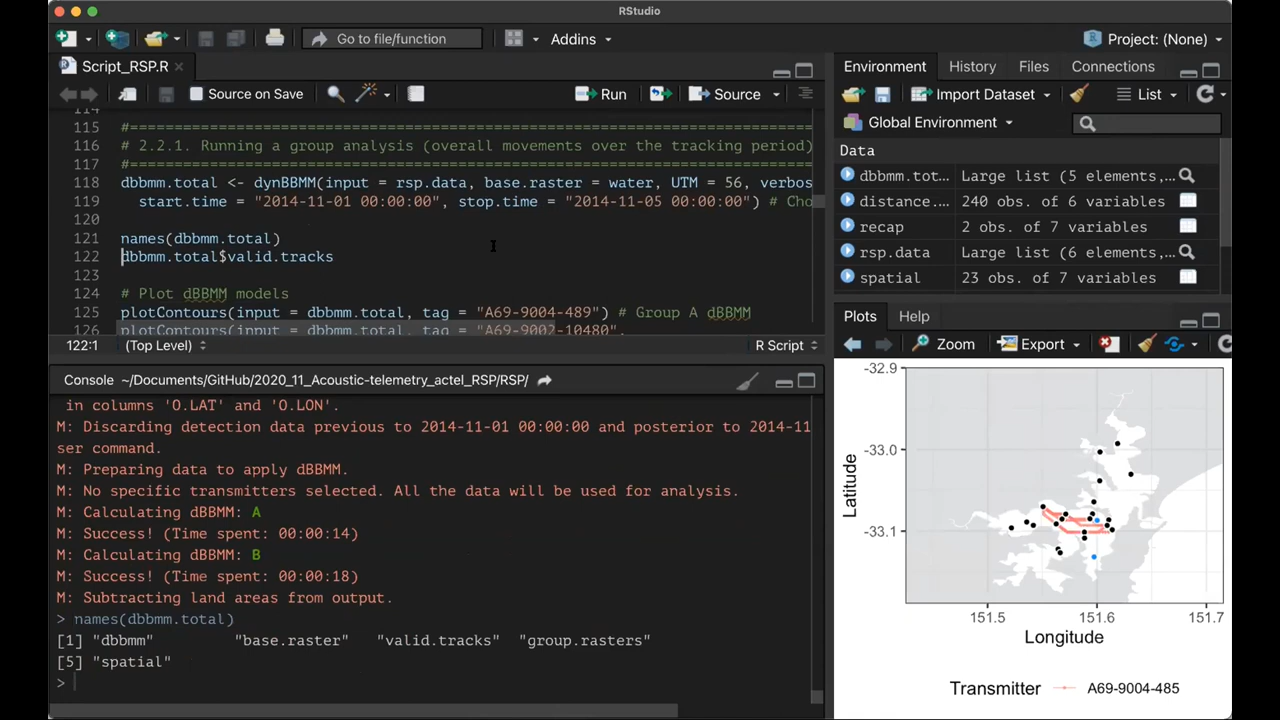 RStudio
Go to file/function
Addins
Project: (None)
Script_RSP.R
Source on Save
Run
Source
114
115 #==============================================================================
116 # 2.2.1. Running a group analysis (overall movements over the tracking period)
117 #==============================================================================
118 dbbmm.total <- dynBBMM(input = rsp.data, base.raster = water, UTM = 56, verbos
119 start.time = "2014-11-01 00:00:00", stop.time = "2014-11-05 00:00:00") # Cho
120
121 names(dbbmm.total)
122 dbbmm.total$valid.tracks
123
124 # Plot dBBMM models
125 plotContours(input = dbbmm.total, tag = "A69-9004-489") # Group A dBBMM
126 plotContours(input = dbbmm.total, tag = "A69-9002-10480",
122:1 (Top Level) R Script
Console ~/Documents/GitHub/2020_11_Acoustic-telemetry_actel_RSP/RSP/
in columns 'O.LAT' and 'O.LON'.
M: Discarding detection data previous to 2014-11-01 00:00:00 and posterior to 2014-11
ser command.
M: Preparing data to apply dBBMM.
M: No specific transmitters selected. All the data will be used for analysis.
M: Calculating dBBMM: A
M: Success! (Time spent: 00:00:14)
M: Calculating dBBMM: B
M: Success! (Time spent: 00:00:18)
M: Subtracting land areas from output.
> names(dbbmm.total)
[1] "dbbmm" "base.raster" "valid.tracks" "group.rasters"
[5] "spatial"
>
Environment History Files Connections
Import Dataset List
Global Environment
Data
dbbmm.tot… Large list (5 elements,…
distance.… 240 obs. of 6 variables
recap 2 obs. of 7 variables
rsp.data Large list (6 elements,…
spatial 23 obs. of 7 variables
Plots Help
Zoom Export
-32.9
-33.0
-33.1
Latitude
151.5 151.6 151.7
Longitude
Transmitter A69-9004-485